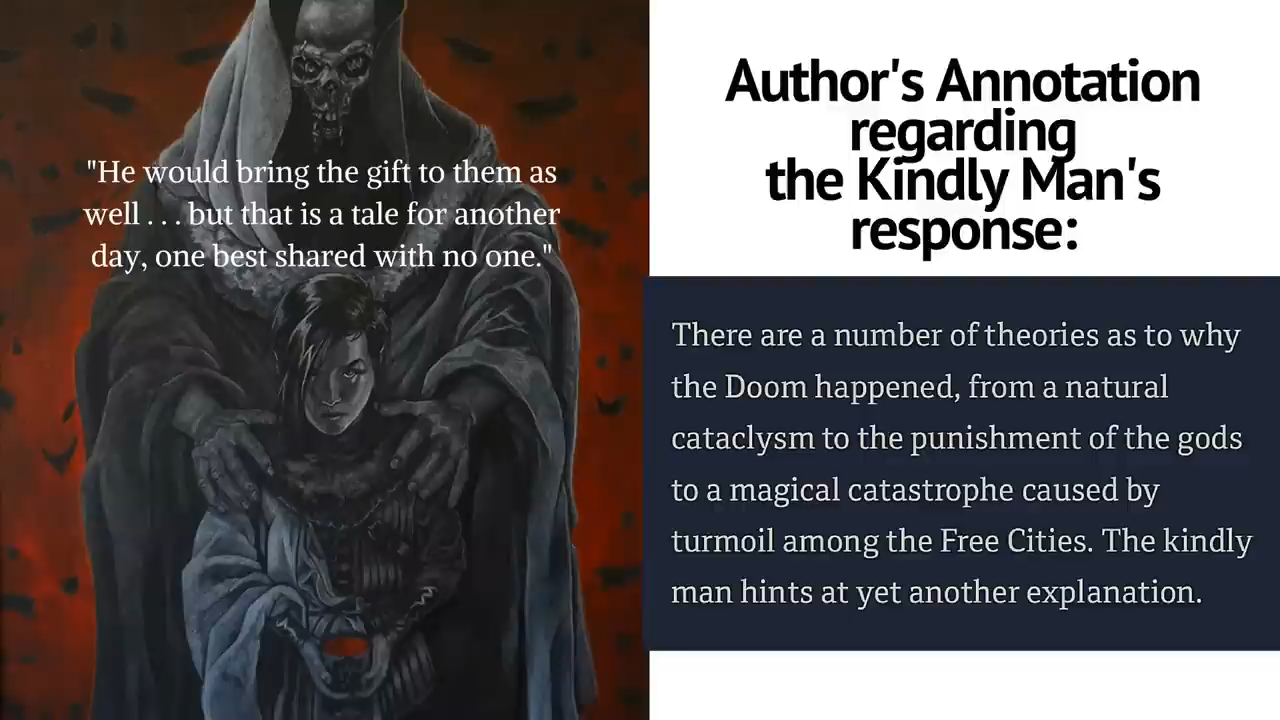 "He would bring the gift to them as
well . . . but that is a tale for another
day, one best shared with no one."
Author's Annotation
regarding
the Kindly Man's
response:
There are a number of theories as to why
the Doom happened, from a natural
cataclysm to the punishment of the gods
to a magical catastrophe caused by
turmoil among the Free Cities. The kindly
man hints at yet another explanation.